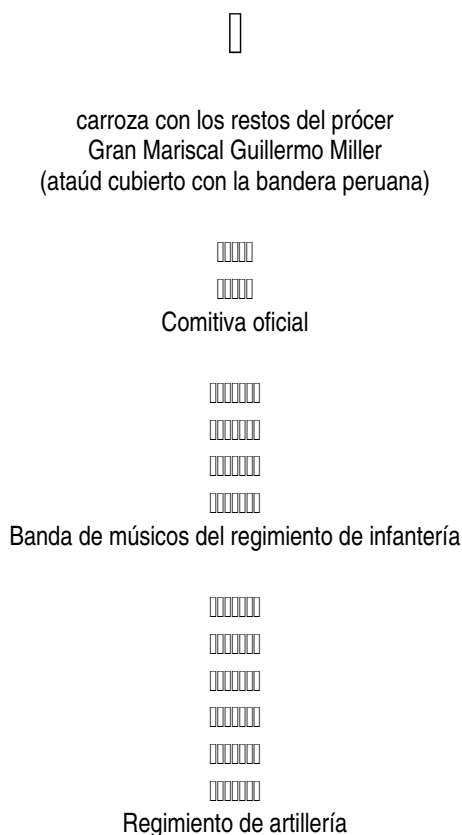 carroza con los restos del prócer
Gran Mariscal Guillermo Miller
(ataúd cubierto con la bandera peruana)
Comitiva oficial
Banda de músicos del regimiento de infantería
Regimiento de artillería